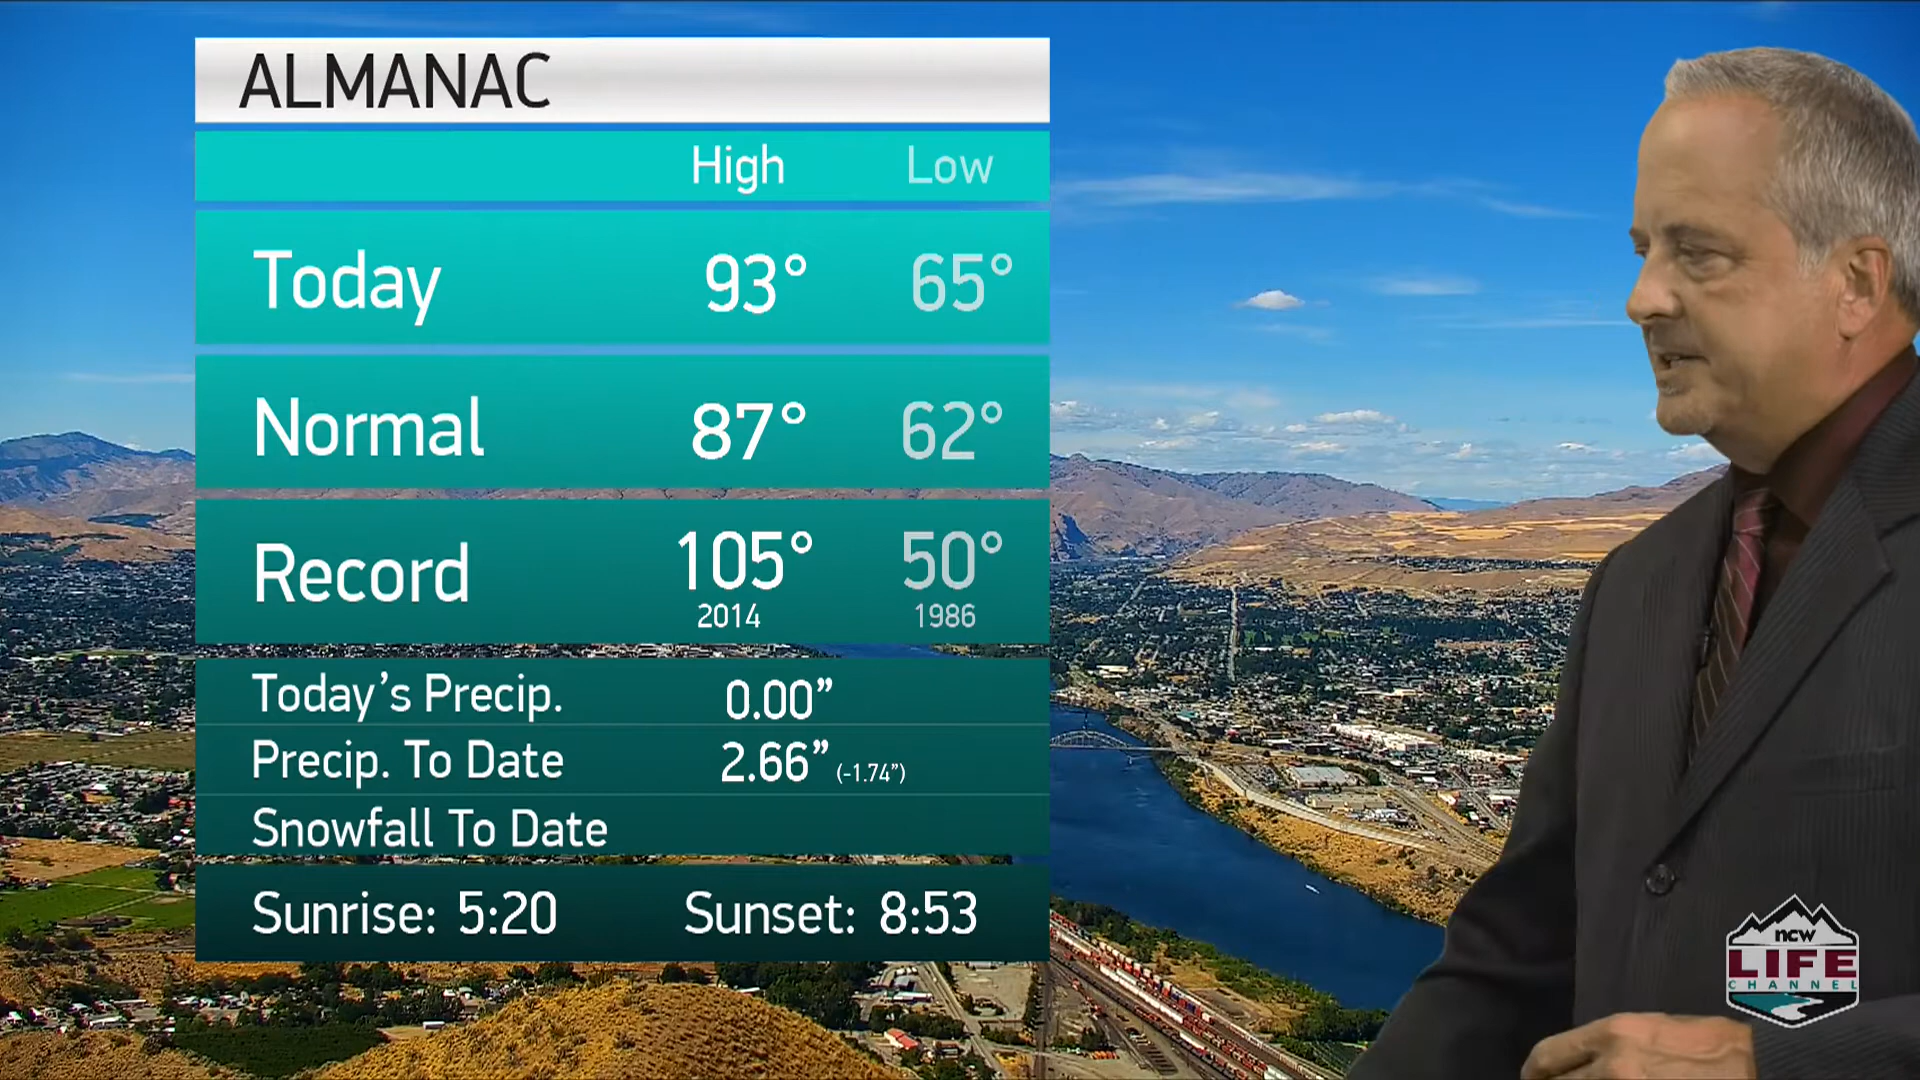 ALMANAC
High Low
Today 93° 65°
Normal 87° 62°
Record 105° 50°
2014 1986
Today's Precip. 0.00”
Precip. To Date 2.66” (-1.74”)
Snowfall To Date
Sunrise: 5:20 Sunset: 8:53
ncw
LIFE
CHANNEL